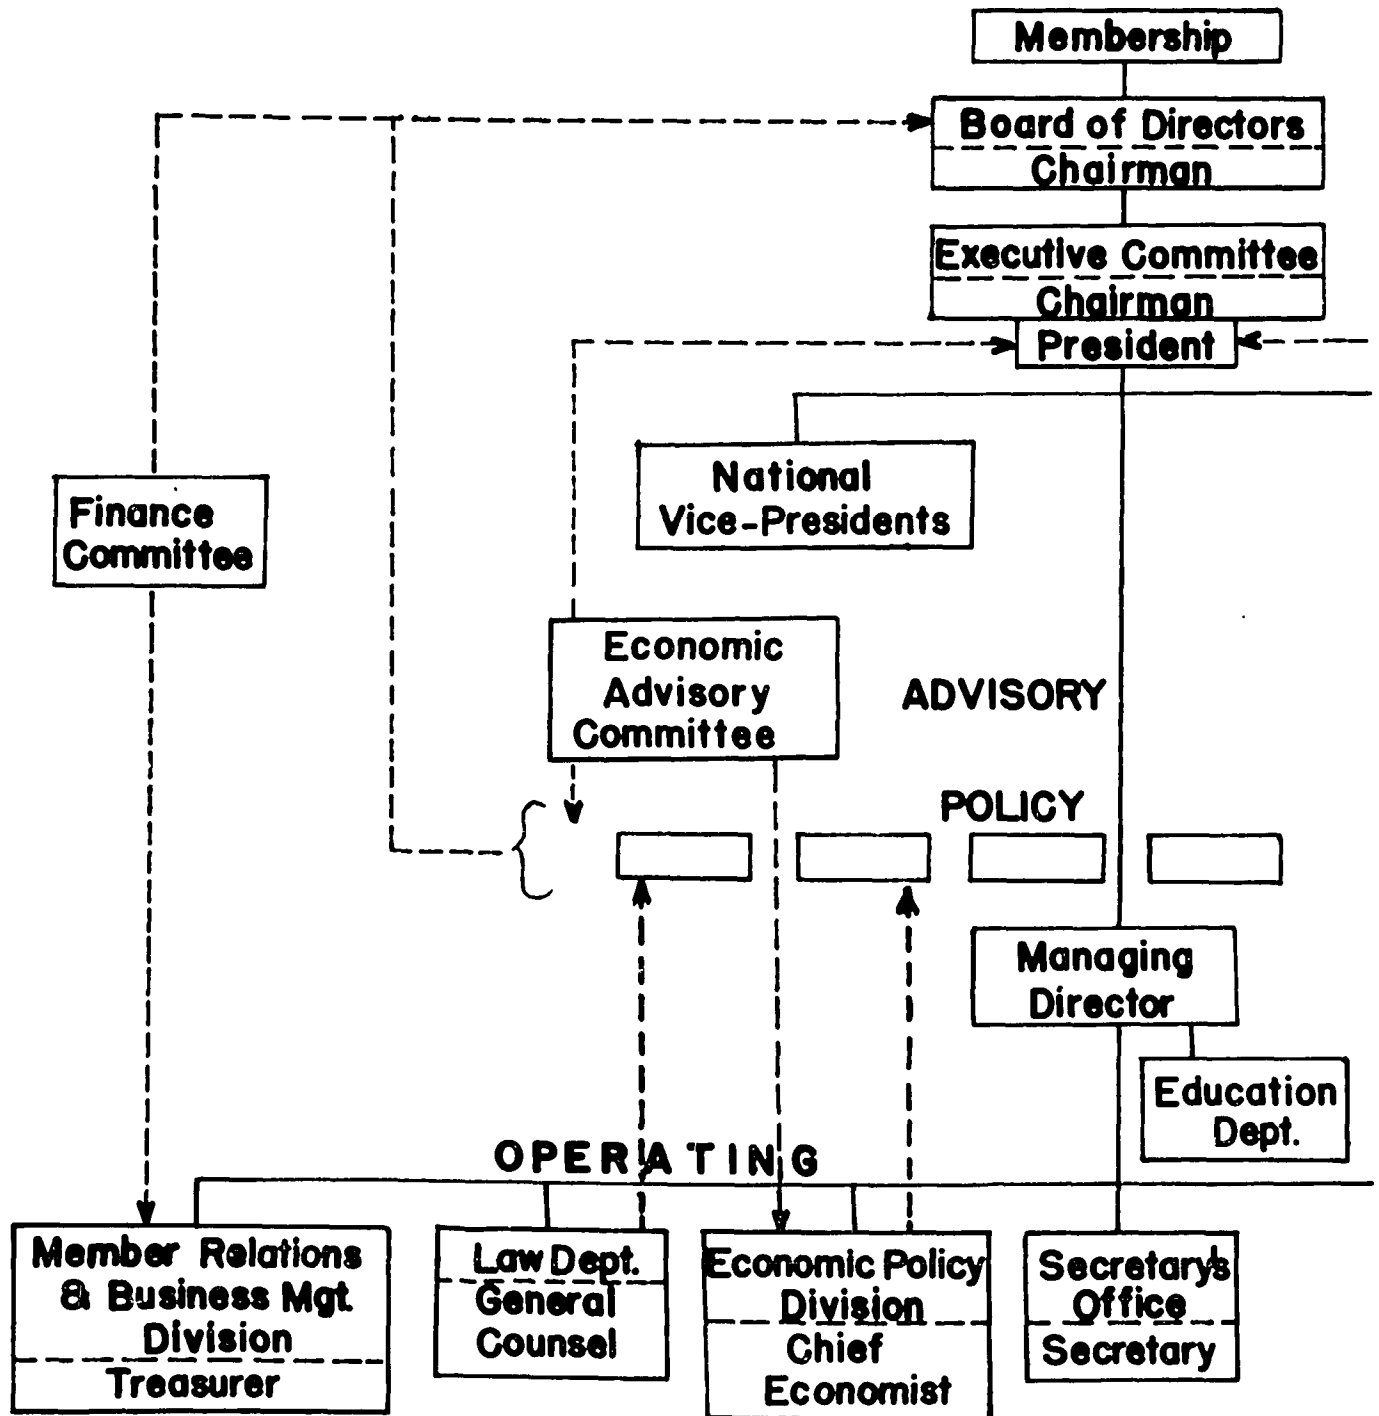 Membership
Board of Directors
Chairman
Executive Committee
Chairman
President
National
Vice-Presidents
Finance
Committee
Economic
Advisory
Committee
ADVISORY
POLICY
Managing
Director
Education
Dept.
OPERATING
Member Relations
& Business Mgt.
Division
Treasurer
Law Dept.
General
Counsel
Economic Policy
Division
Chief
Economist
Secretary's
Office
Secretary